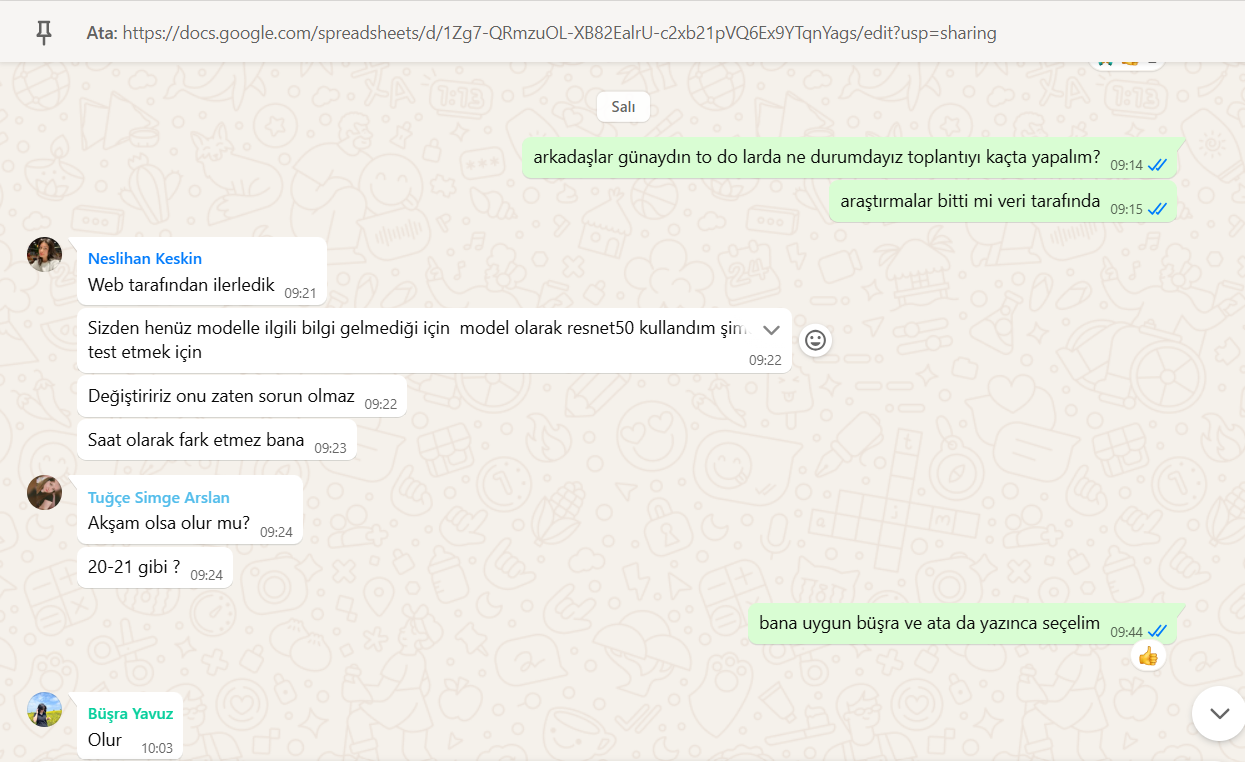 Ata: https://docs.google.com/spreadsheets/d/1Zg7-QRmzuOL-XB82EalrU-c2xb21pVQ6Ex9YTqnYags/edit?usp=sharing
Salı
arkadaşlar günaydın to do larda ne durumdayız toplantıyı kaçta yapalım? 09:14
araştırmalar bitti mi veri tarafında 09:15
Neslihan Keskin
Web tarafından ilerledik 09:21
Sizden henüz modelle ilgili bilgi gelmediği için model olarak resnet50 kullandım
test etmek için
09:22
Değiştiririz onu zaten sorun olmaz 09:22
Saat olarak fark etmez bana 09:23
Tuğçe Simge Arslan
Akşam olsa olur mu? 09:24
20-21 gibi ? 09:24
bana uygun büşra ve ata da yazınca seçelim 09:44
Büşra Yavuz
Olur 10:03